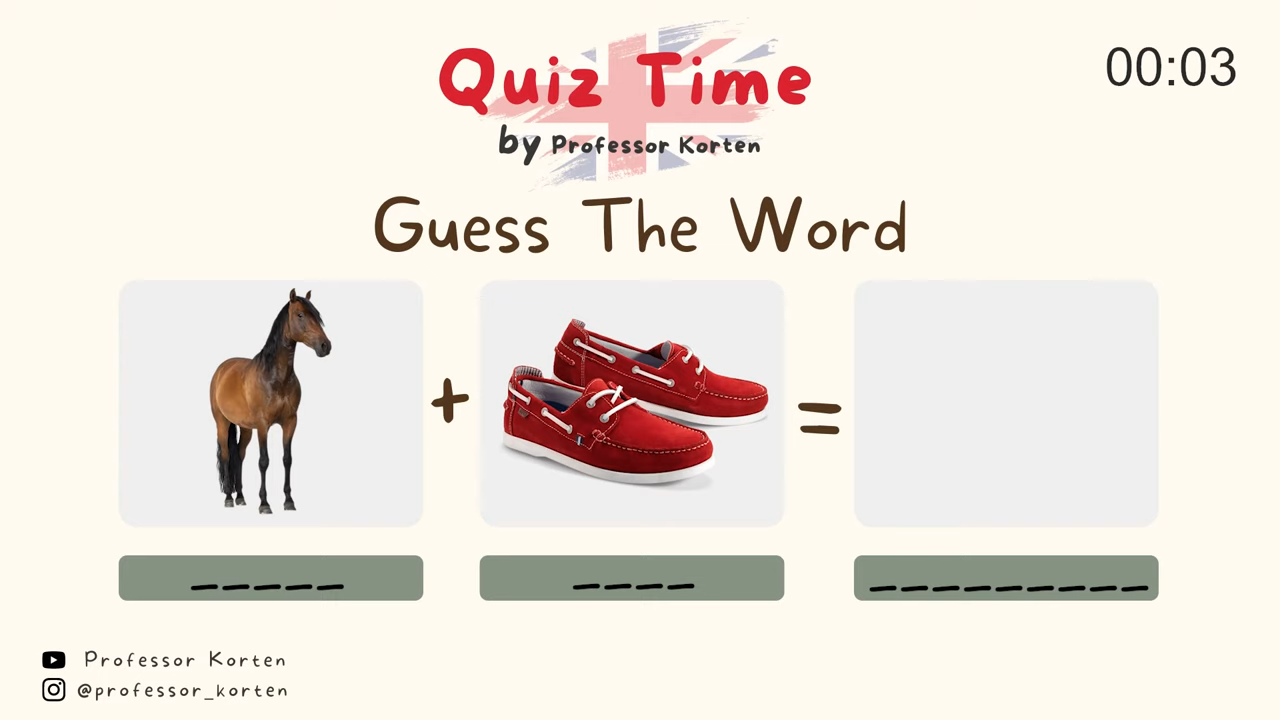 Quiz Time
by Professor Korten
00:03
Guess The Word
+
=
_ _ _ _ _
_ _ _ _
_ _ _ _ _ _ _ _ _
Professor Korten
@professor_korten